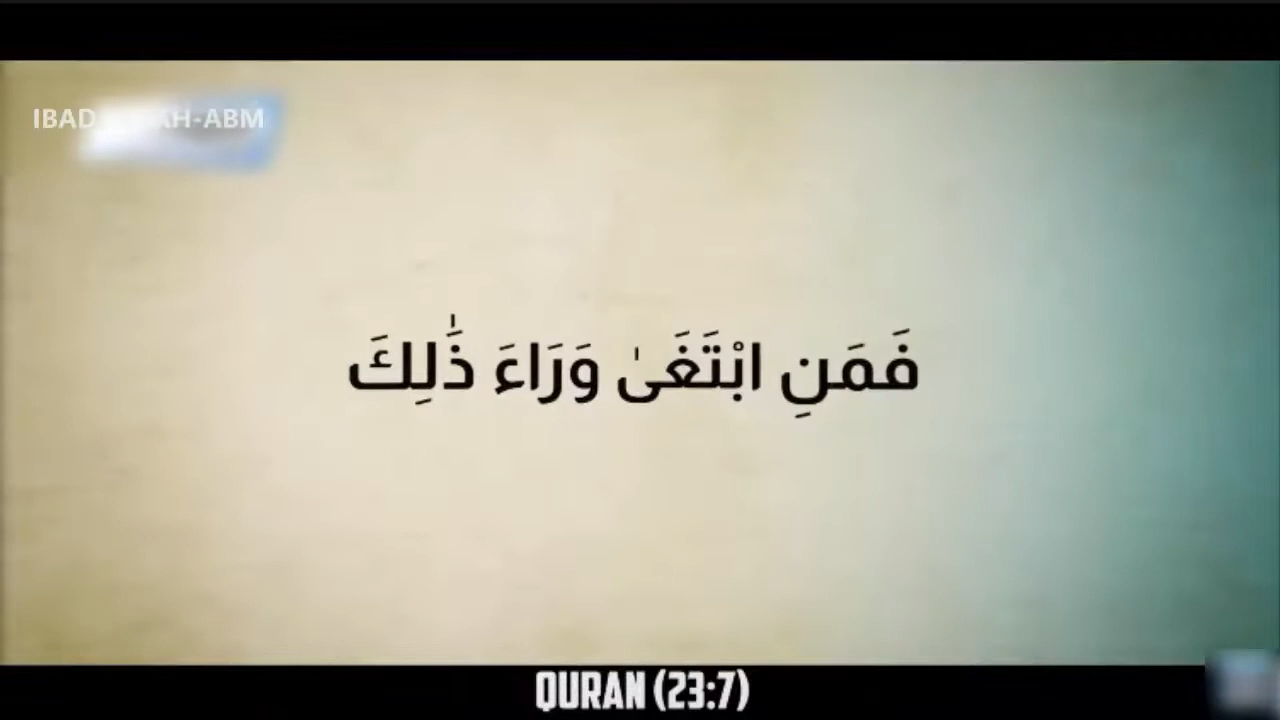 فَمَنِ ابْتَغَىٰ وَرَاءَ ذَٰلِكَ
QURAN (23:7)